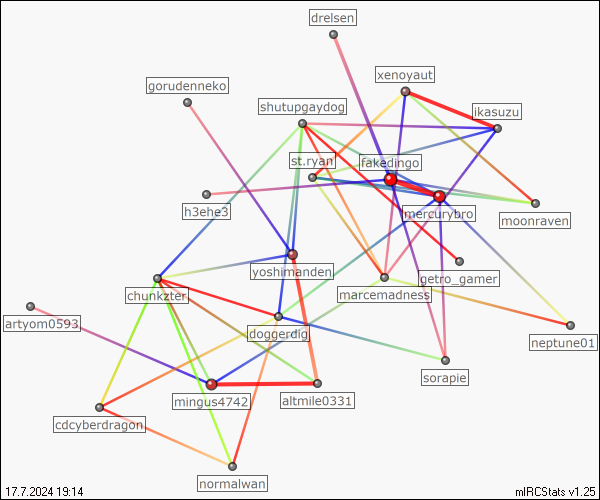 drelsen
xenoyaut
gorudenneko
shutupgaydog
ikasuzu
st.ryan
fakedingo
h3ehe3
mercurybro
moonraven
yoshimanden
getro_gamer
chunkzter
marcemadness
artyom0593
doggerdig
neptune01
sorapie
mingus4742
altmile0331
cdcyberdragon
normalwan
17.7.2024 19:14
mIRCStats v1.25